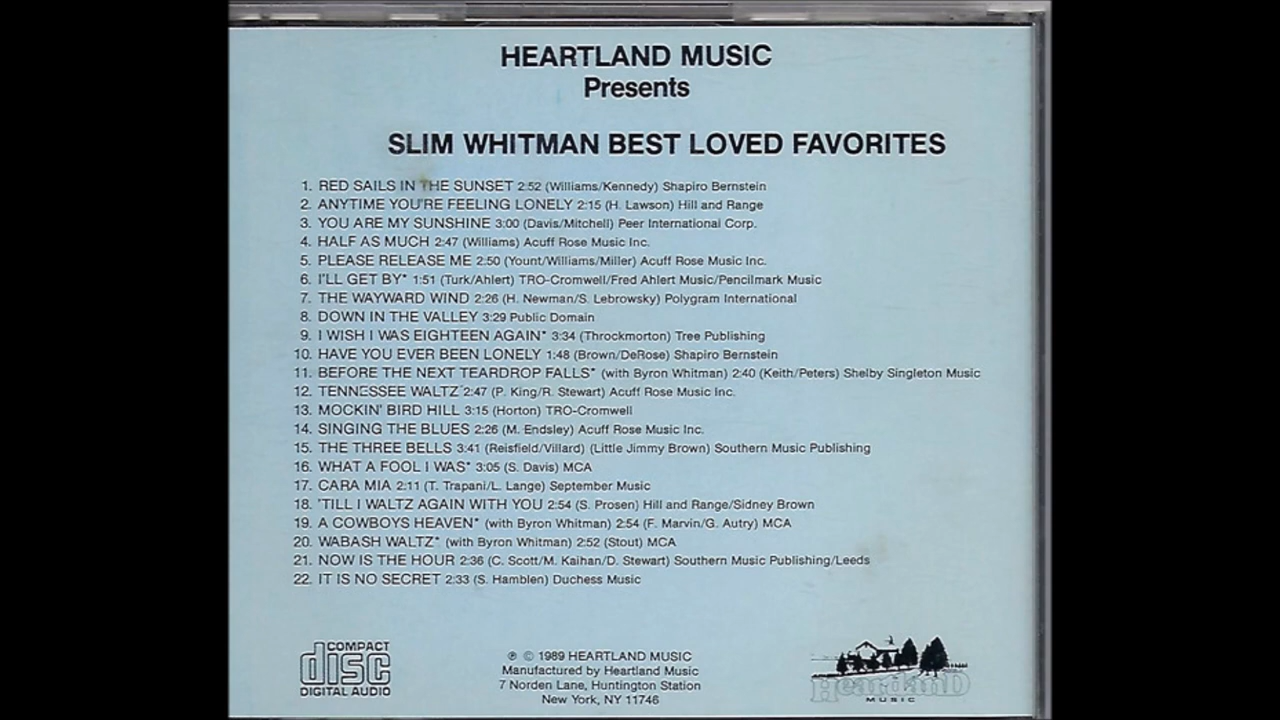 HEARTLAND MUSIC
Presents
SLIM WHITMAN BEST LOVED FAVORITES
1. RED SAILS IN THE SUNSET 2:52 (Williams/Kennedy) Shapiro Bernstein
2. ANYTIME YOU'RE FEELING LONELY 2:15 (H. Lawson) Hill and Range
3. YOU ARE MY SUNSHINE 3:00 (Davis/Mitchell) Peer International Corp.
4. HALF AS MUCH 2:47 (Williams) Acuff Rose Music Inc.
5. PLEASE RELEASE ME 2:50 (Yount/Williams/Miller) Acuff Rose Music Inc.
6. I'LL GET BY* 1:51 (Turk/Ahlert) TRO-Cromwell/Fred Ahlert Music/Pencilmark Music
7. THE WAYWARD WIND 2:26 (H. Newman/S. Lebrowsky) Polygram International
8. DOWN IN THE VALLEY 3:29 Public Domain
9. I WISH I WAS EIGHTEEN AGAIN* 3:34 (Throckmorton) Tree Publishing
10. HAVE YOU EVER BEEN LONELY 1:48 (Brown/DeRose) Shapiro Bernstein
11. BEFORE THE NEXT TEARDROP FALLS* (with Byron Whitman) 2:40 (Keith/Peters) Shelby Singleton Music
12. TENNESSEE WALTZ 2:47 (P. King/R. Stewart) Acuff Rose Music Inc.
13. MOCKIN' BIRD HILL 3:15 (Horton) TRO-Cromwell
14. SINGING THE BLUES 2:26 (M. Endsley) Acuff Rose Music Inc.
15. THE THREE BELLS 3:41 (Reisfield/Villard) (Little Jimmy Brown) Southern Music Publishing
16. WHAT A FOOL I WAS* 3:05 (S. Davis) MCA
17. CARA MIA 2:11 (T. Trapani/L. Lange) September Music
18. 'TILL I WALTZ AGAIN WITH YOU 2:54 (S. Prosen) Hill and Range/Sidney Brown
19. A COWBOYS HEAVEN* (with Byron Whitman) 2:54 (F. Marvin/G. Autry) MCA
20. WABASH WALTZ* (with Byron Whitman) 2:52 (Stout) MCA
21. NOW IS THE HOUR 2:36 (C. Scott/M. Kaihan/D. Stewart) Southern Music Publishing/Leeds
22. IT IS NO SECRET 2:33 (S. Hamblen) Duchess Music
COMPACT
disc
DIGITAL AUDIO
℗ © 1989 HEARTLAND MUSIC
Manufactured by Heartland Music
7 Norden Lane, Huntington Station
New York, NY 11746
HeartlanD
MUSIC